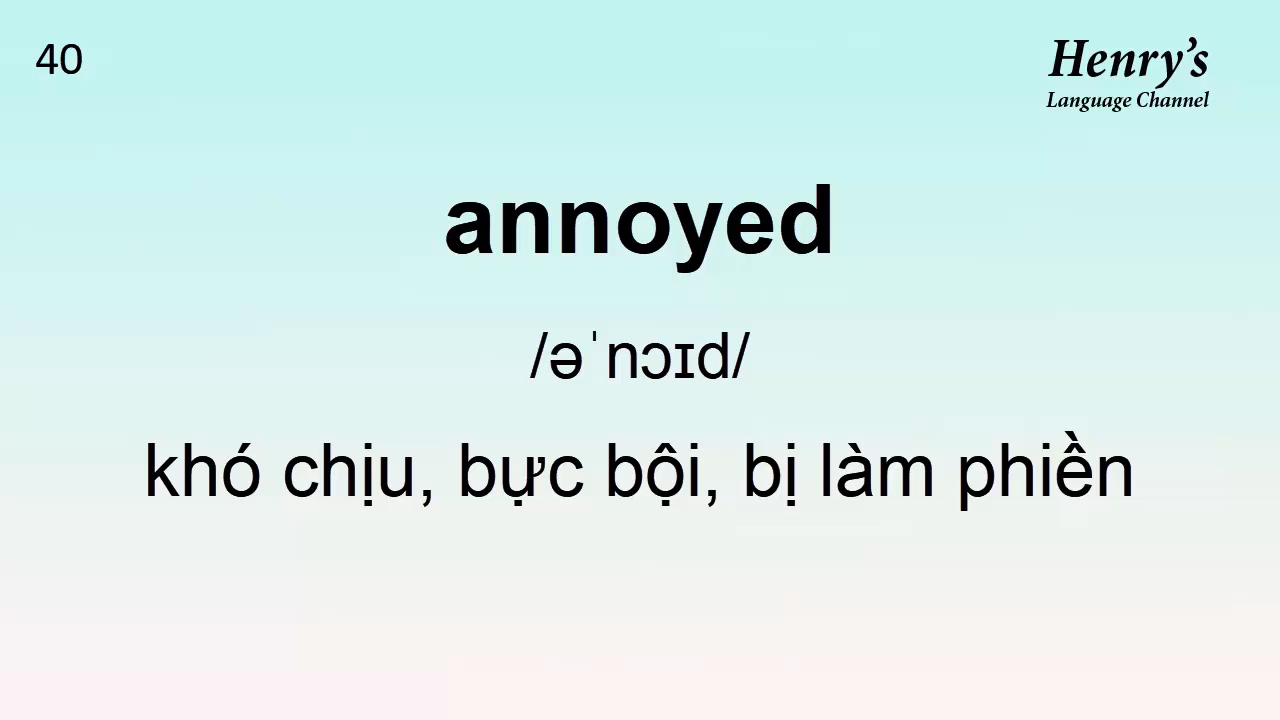 40
Henry's
Language Channel
annoyed
/əˈnɔɪd/
khó chịu, bực bội, bị làm phiền